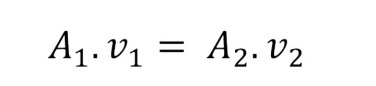 A₁. v₁ = A₂. v₂